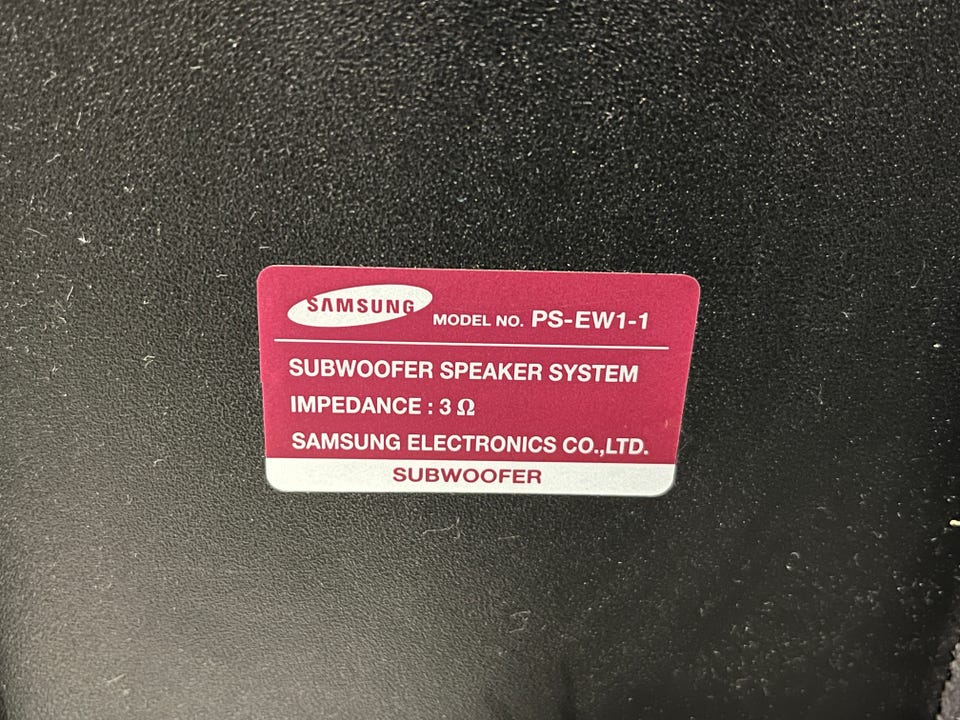 SAMSUNG MODEL NO. PS-EW1-1
SUBWOOFER SPEAKER SYSTEM
IMPEDANCE : 3 Ω
SAMSUNG ELECTRONICS CO.,LTD.
SUBWOOFER